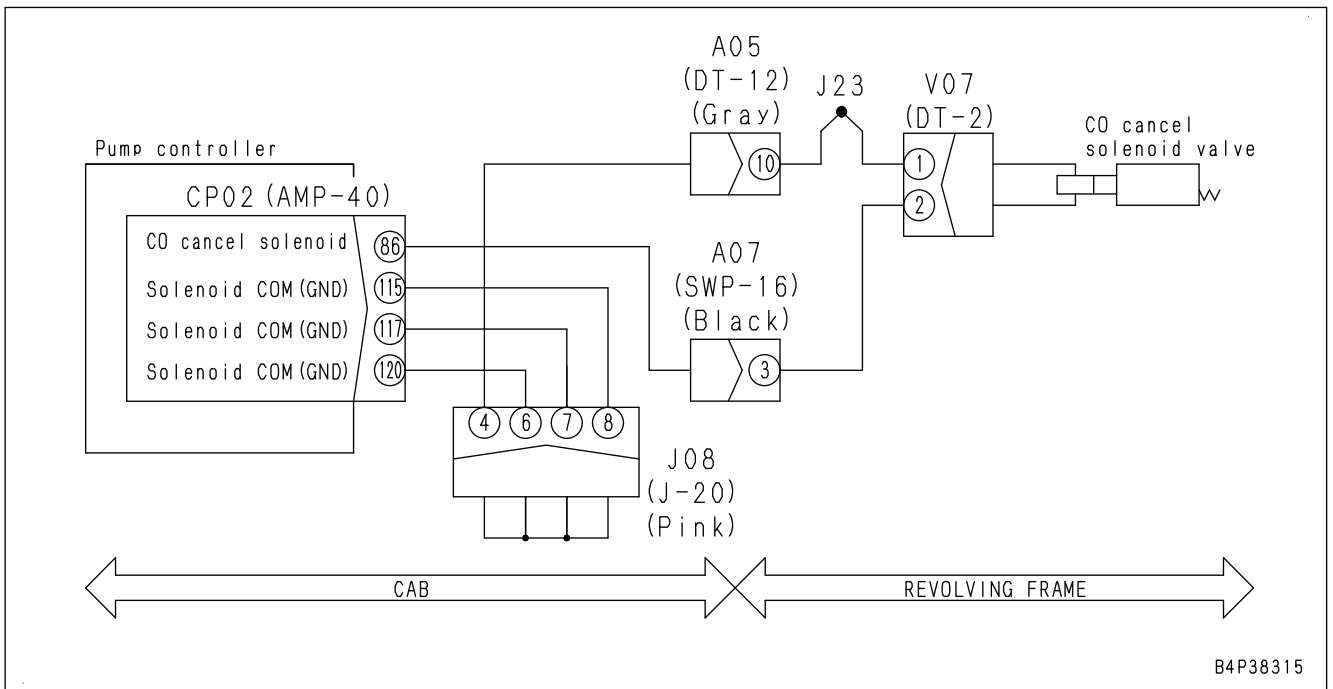 A05
(DT-12)
(Gray)
J23
V07
(DT-2)
CO cancel
solenoid valve
Pump controller
CP02 (AMP-40)
10
1
2
CO cancel solenoid 86
Solenoid COM(GND) 115
Solenoid COM(GND) 117
Solenoid COM(GND) 120
A07
(SWP-16)
(Black)
3
4 6 7 8
J08
(J-20)
(Pink)
CAB
REVOLVING FRAME
B4P38315